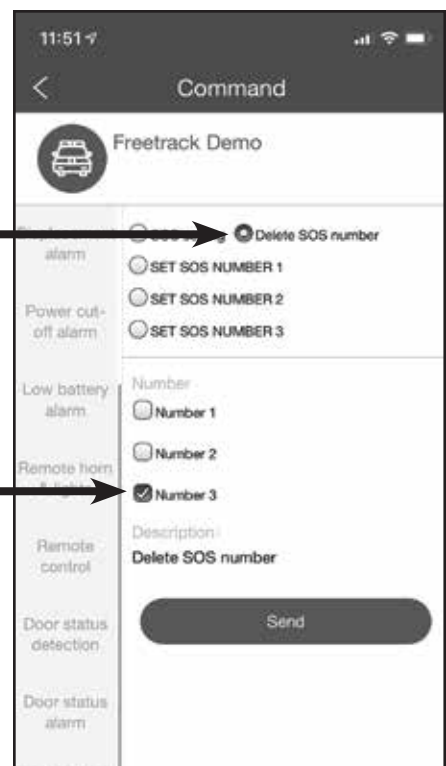 11:51
Command
Freetrack Demo
alarm
Delete SOS number
SET SOS NUMBER 1
Power cut-
off alarm
SET SOS NUMBER 2
SET SOS NUMBER 3
Low battery
alarm
Number
Number 1
Number 2
Remote horn
Number 3
Remote
control
Description:
Delete SOS number
Door status
detection
Send
Door status
alarm